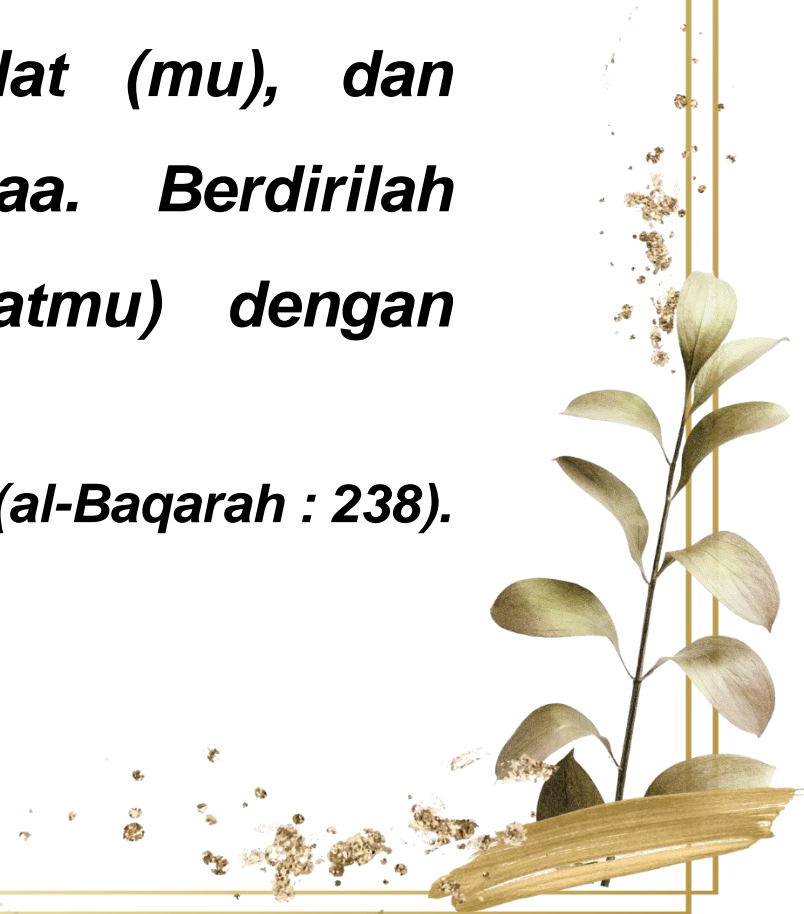 lat (mu), dan
aa. Berdirilah
atmu) dengan
(al-Baqarah : 238).